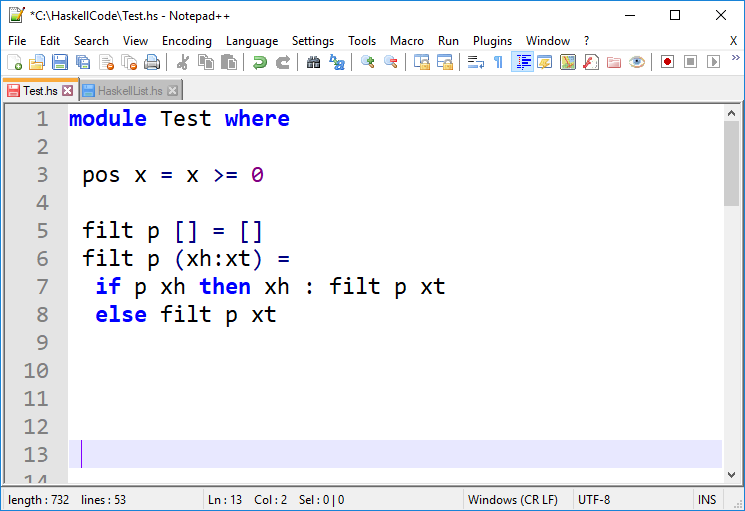 *C:\HaskellCode\Test.hs - Notepad++
File Edit Search View Encoding Language Settings Tools Macro Run Plugins Window ? X
Test.hs HaskellList.hs
1 module Test where
2
3 pos x = x >= 0
4
5 filt p [] = []
6 filt p (xh:xt) =
7 if p xh then xh : filt p xt
8 else filt p xt
9
10
11
12
13
14
length : 732 lines : 53 Ln : 13 Col : 2 Sel : 0 | 0 Windows (CR LF) UTF-8 INS